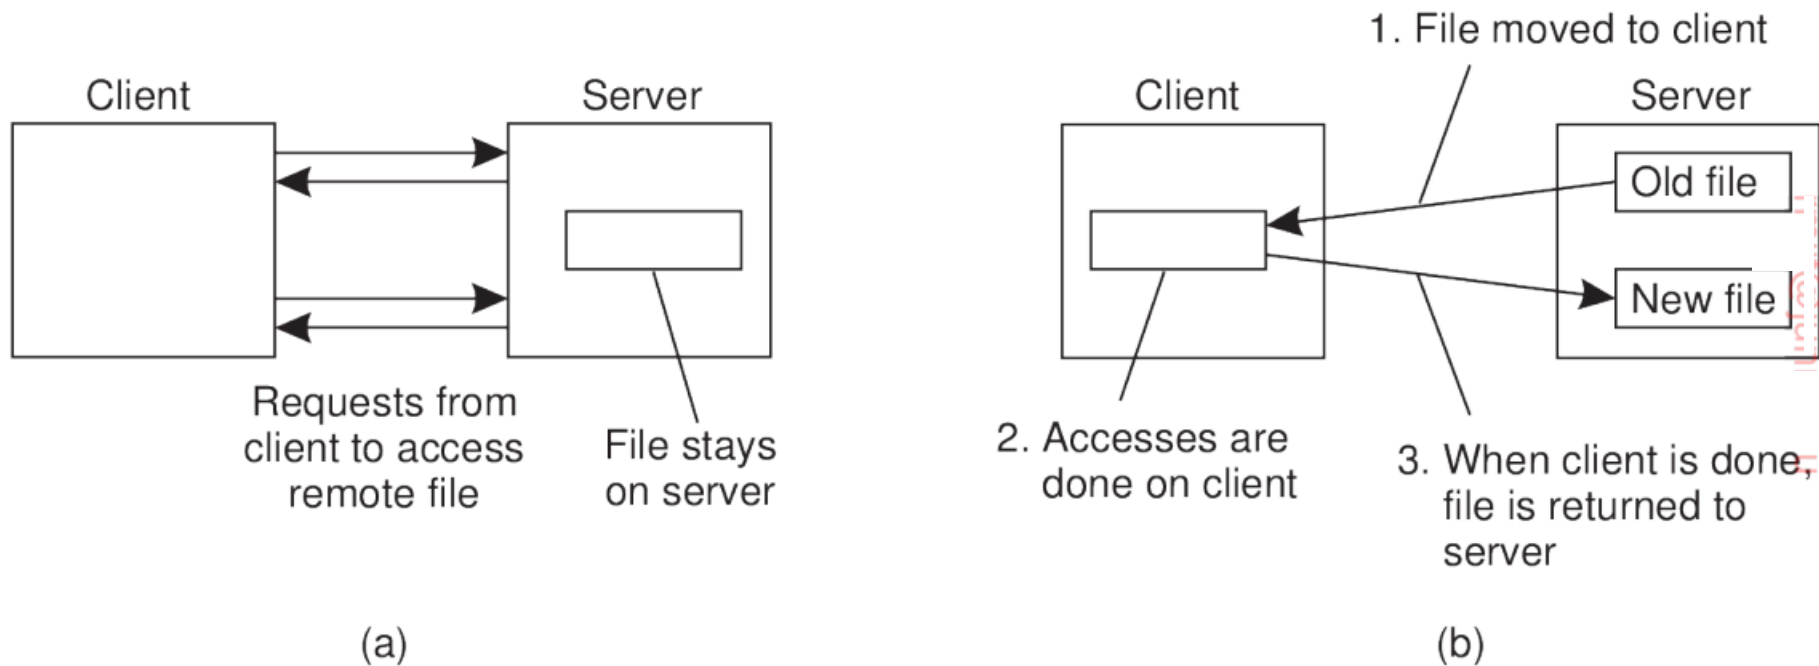 Client
Server
Requests from
client to access
remote file
File stays
on server
(a)
1. File moved to client
Client
Server
Old file
New file
2. Accesses are
done on client
3. When client is done,
file is returned to
server
(b)